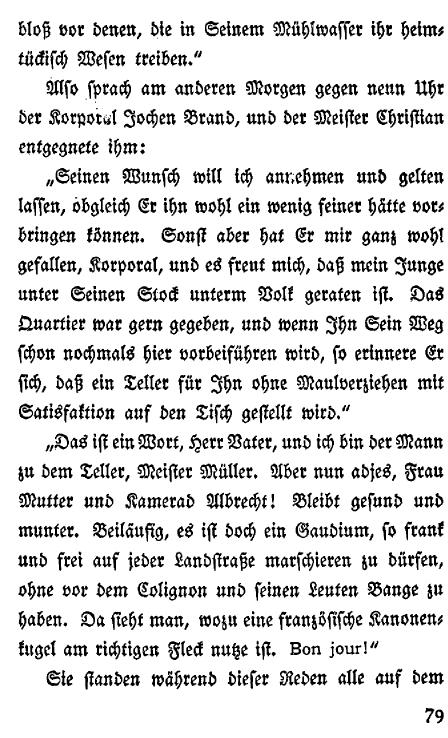 bloß vor denen, die in Seinem Mühlwasser ihr heim-
tückisch Wesen treiben.“
Also sprach am anderen Morgen gegen neun Uhr
der Korporal Jochen Brand, und der Meister Christian
entgegnete ihm:
„Seinen Wunsch will ich annehmen und gelten
lassen, obgleich Er ihn wohl ein wenig feiner hätte vor-
bringen können. Sonst aber hat Er mir ganz wohl
gefallen, Korporal, und es freut mich, daß mein Junge
unter Seinen Stock unterm Volk geraten ist. Das
Quartier war gern gegeben, und wenn Ihn Sein Weg
schon nochmals hier vorbeiführen wird, so erinnere Er
sich, daß ein Teller für Ihn ohne Maulverziehen mit
Satisfaktion auf den Tisch gestellt wird.“
„Das ist ein Wort, Herr Vater, und ich bin der Mann
zu dem Teller, Meister Müller. Aber nun adjes, Frau
Mutter und Kamerad Albrecht! Bleibt gesund und
munter. Beiläufig, es ist doch ein Gaudium, so frank
und frei auf jeder Landstraße marschieren zu dürfen,
ohne vor dem Colignon und seinen Leuten Bange zu
haben. Da sieht man, wozu eine französische Kanonen-
kugel am richtigen Fleck nutze ist. Bon jour!“
Sie standen während dieser Reden alle auf dem
79